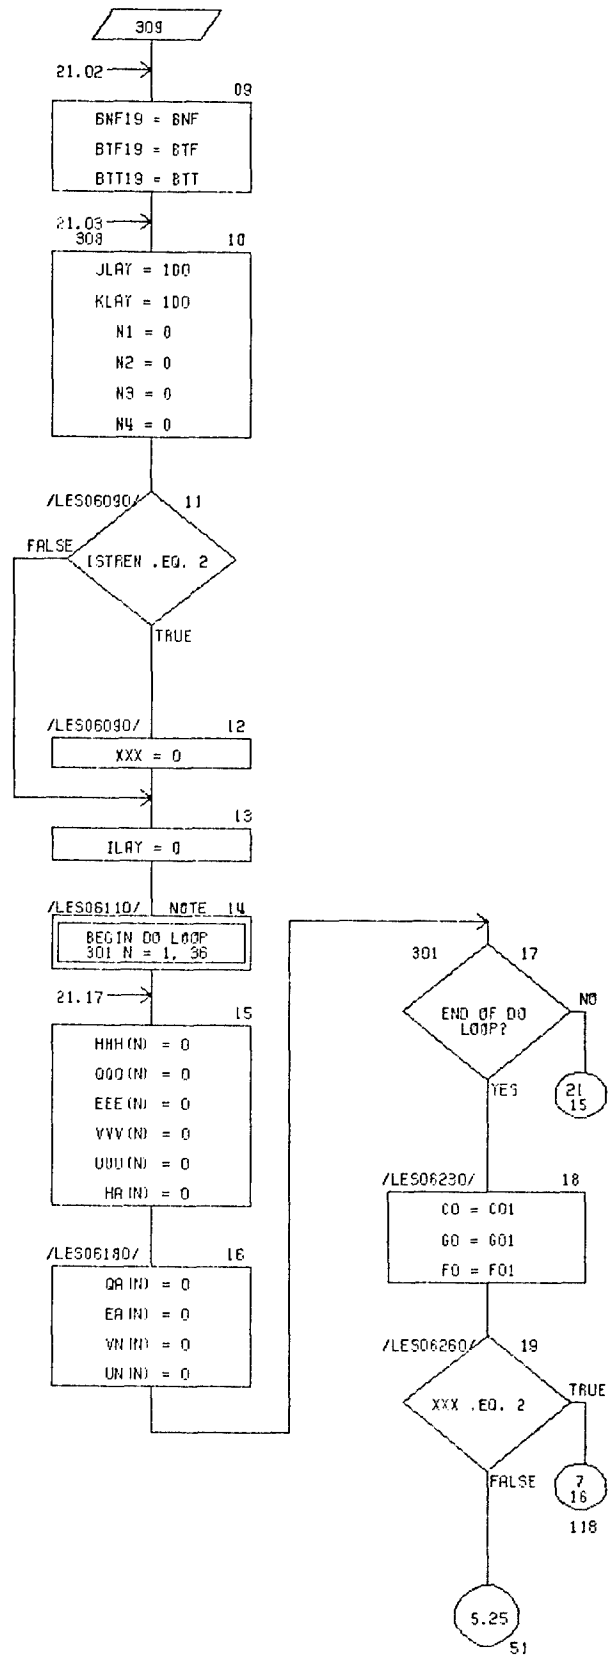 309
21.02
09
BNF19 = BNF
BTF19 = BTF
BTT19 = BTT
21.03
308 10
JLAY = 100
KLAY = 100
N1 = 0
N2 = 0
N3 = 0
N4 = 0
/LES06090/ 11
FALSE
ISTREN .EQ. 2
TRUE
/LES06090/ 12
XXX = 0
13
ILAY = 0
/LES06110/ NOTE 14
BEGIN DO LOOP
301 N = 1, 36
21.17
15
HHH(N) = 0
QQQ(N) = 0
EEE(N) = 0
VVV(N) = 0
UUU(N) = 0
HA(N) = 0
/LES06180/ 16
QA(N) = 0
EA(N) = 0
VN(N) = 0
UN(N) = 0
301 17
NO
END OF DO
LOOP?
YES
21
15
/LES06230/ 18
CO = CO1
GO = GO1
FO = FO1
/LES06260/ 19
TRUE
XXX .EQ. 2
FALSE
7
16
118
5.25
51